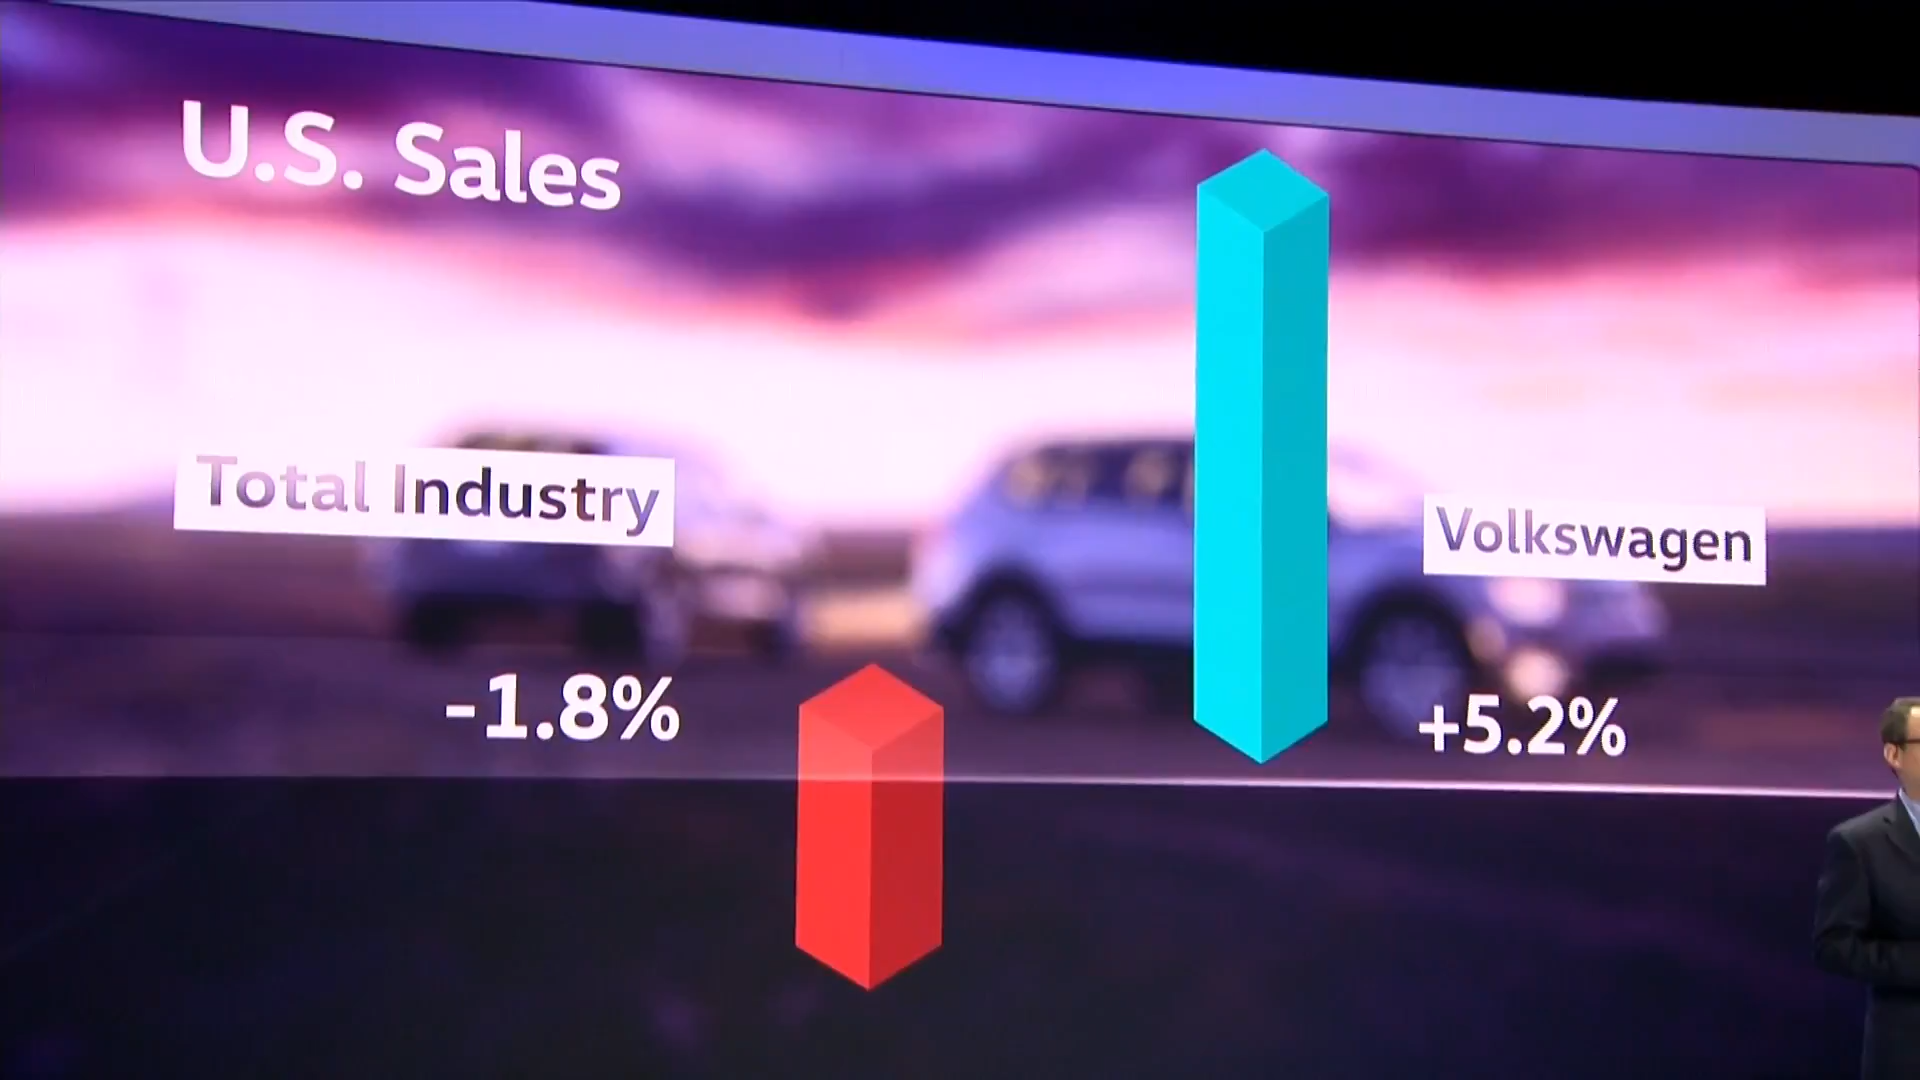 U.S. Sales
Total Industry
Volkswagen
-1.8%
+5.2%